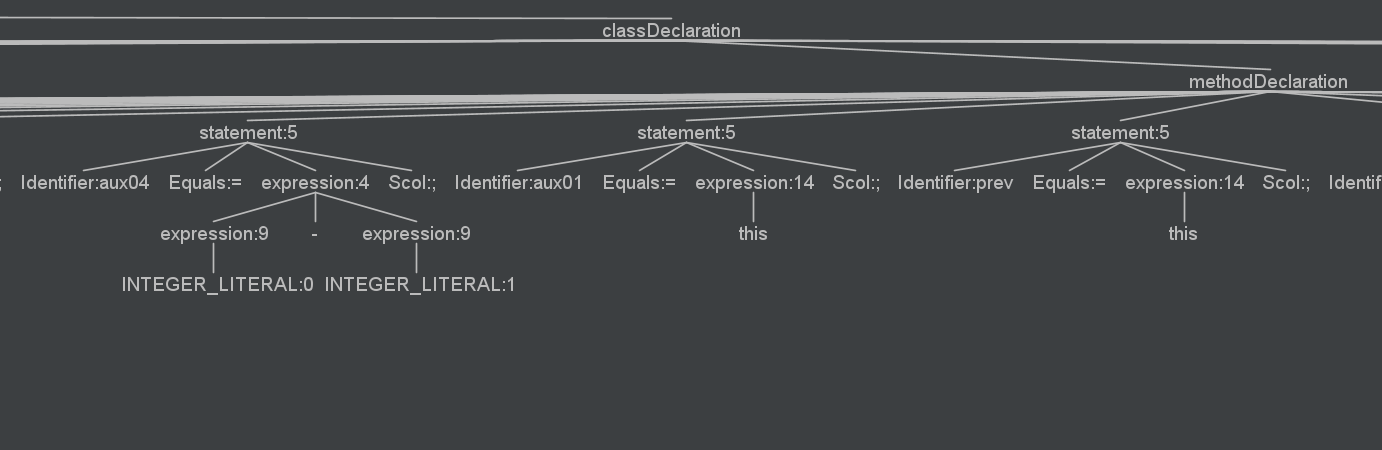 classDeclaration
methodDeclaration
statement:5 statement:5 statement:5
; Identifier:aux04 Equals:= expression:4 Scol:; Identifier:aux01 Equals:= expression:14 Scol:; Identifier:prev Equals:= expression:14 Scol:; Identif
expression:9 - expression:9 this this
INTEGER_LITERAL:0 INTEGER_LITERAL:1